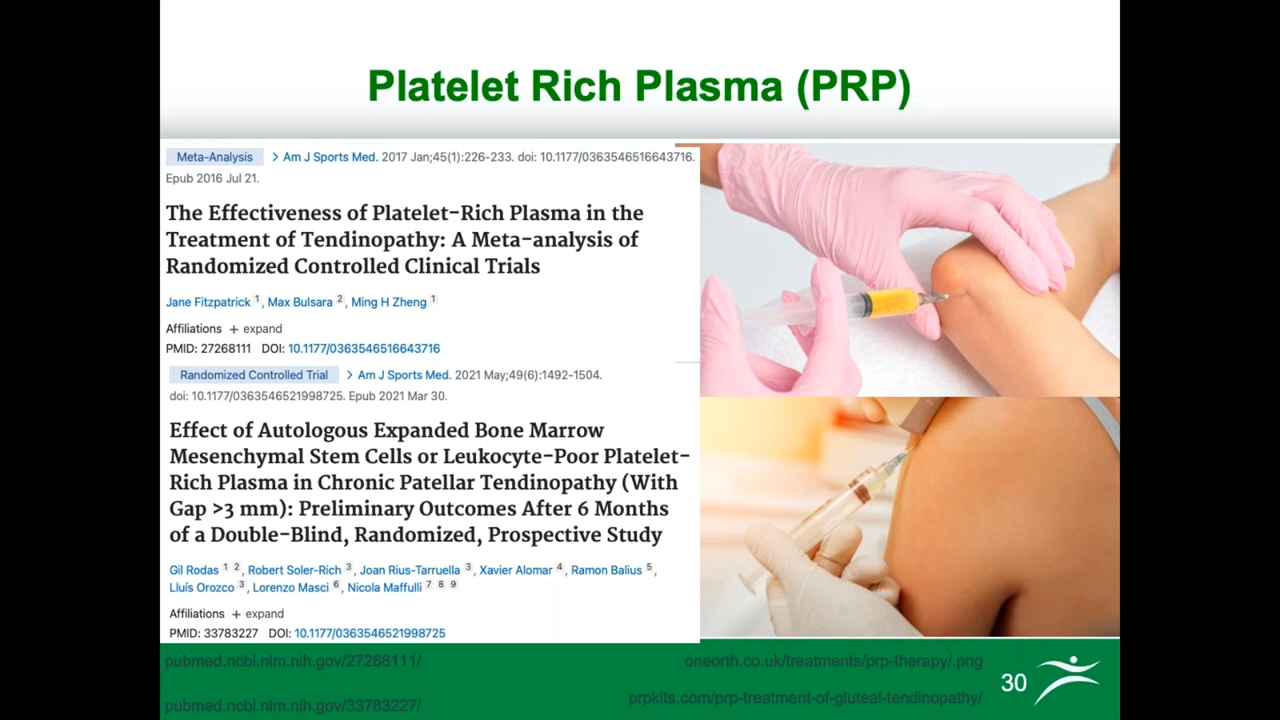 Platelet Rich Plasma (PRP)
Meta-Analysis > Am J Sports Med. 2017 Jan;45(1):226-233. doi: 10.1177/0363546516643716.
Epub 2016 Jul 21.
The Effectiveness of Platelet-Rich Plasma in the
Treatment of Tendinopathy: A Meta-analysis of
Randomized Controlled Clinical Trials
Jane Fitzpatrick 1, Max Bulsara 2, Ming H Zheng 1
Affiliations + expand
PMID: 27268111 DOI: 10.1177/0363546516643716
Randomized Controlled Trial > Am J Sports Med. 2021 May;49(6):1492-1504.
doi: 10.1177/0363546521998725. Epub 2021 Mar 30.
Effect of Autologous Expanded Bone Marrow
Mesenchymal Stem Cells or Leukocyte-Poor Platelet-
Rich Plasma in Chronic Patellar Tendinopathy (With
Gap >3 mm): Preliminary Outcomes After 6 Months
of a Double-Blind, Randomized, Prospective Study
Gil Rodas 1 2, Robert Soler-Rich 3, Joan Rius-Tarruella 3, Xavier Alomar 4, Ramon Balius 5,
Lluís Orozco 3, Lorenzo Masci 6, Nicola Maffulli 7 8 9
Affiliations + expand
PMID: 33783227 DOI: 10.1177/0363546521998725
pubmed.ncbi.nlm.nih.gov/27268111/
oneorth.co.uk/treatments/prp-therapy/.png
30
pubmed.ncbi.nlm.nih.gov/33783227/
prpkits.com/prp-treatment-of-gluteal-tendinopathy/